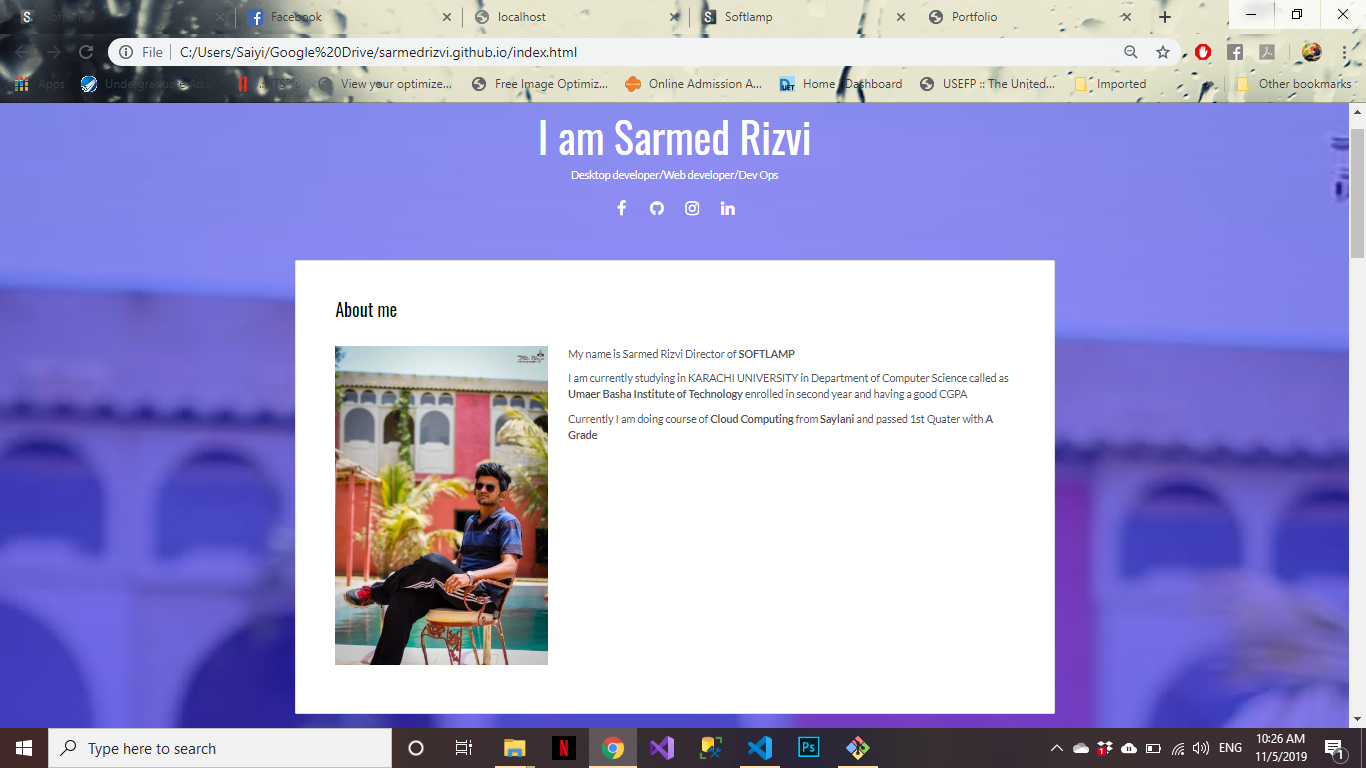 Softlamp
Facebook
localhost
Softlamp
Portfolio
File
C:/Users/Saiyi/Google%20Drive/sarmedrizvi.github.io/index.html
Apps
Undergraduate Ad...
View your optimize...
Free Image Optimiz...
Online Admission A...
Home - Dashboard
USEFP :: The United...
Imported
»
Other bookmarks
I am Sarmed Rizvi
Desktop developer/Web developer/Dev Ops
About me
My name is Sarmed Rizvi Director of SOFTLAMP
I am currently studying in KARACHI UNIVERSITY in Department of Computer Science called as
Umaer Basha Institute of Technology enrolled in second year and having a good CGPA
Currently I am doing course of Cloud Computing from Saylani and passed 1st Quater with A
Grade
Type here to search
ENG
10:26 AM
11/5/2019
1